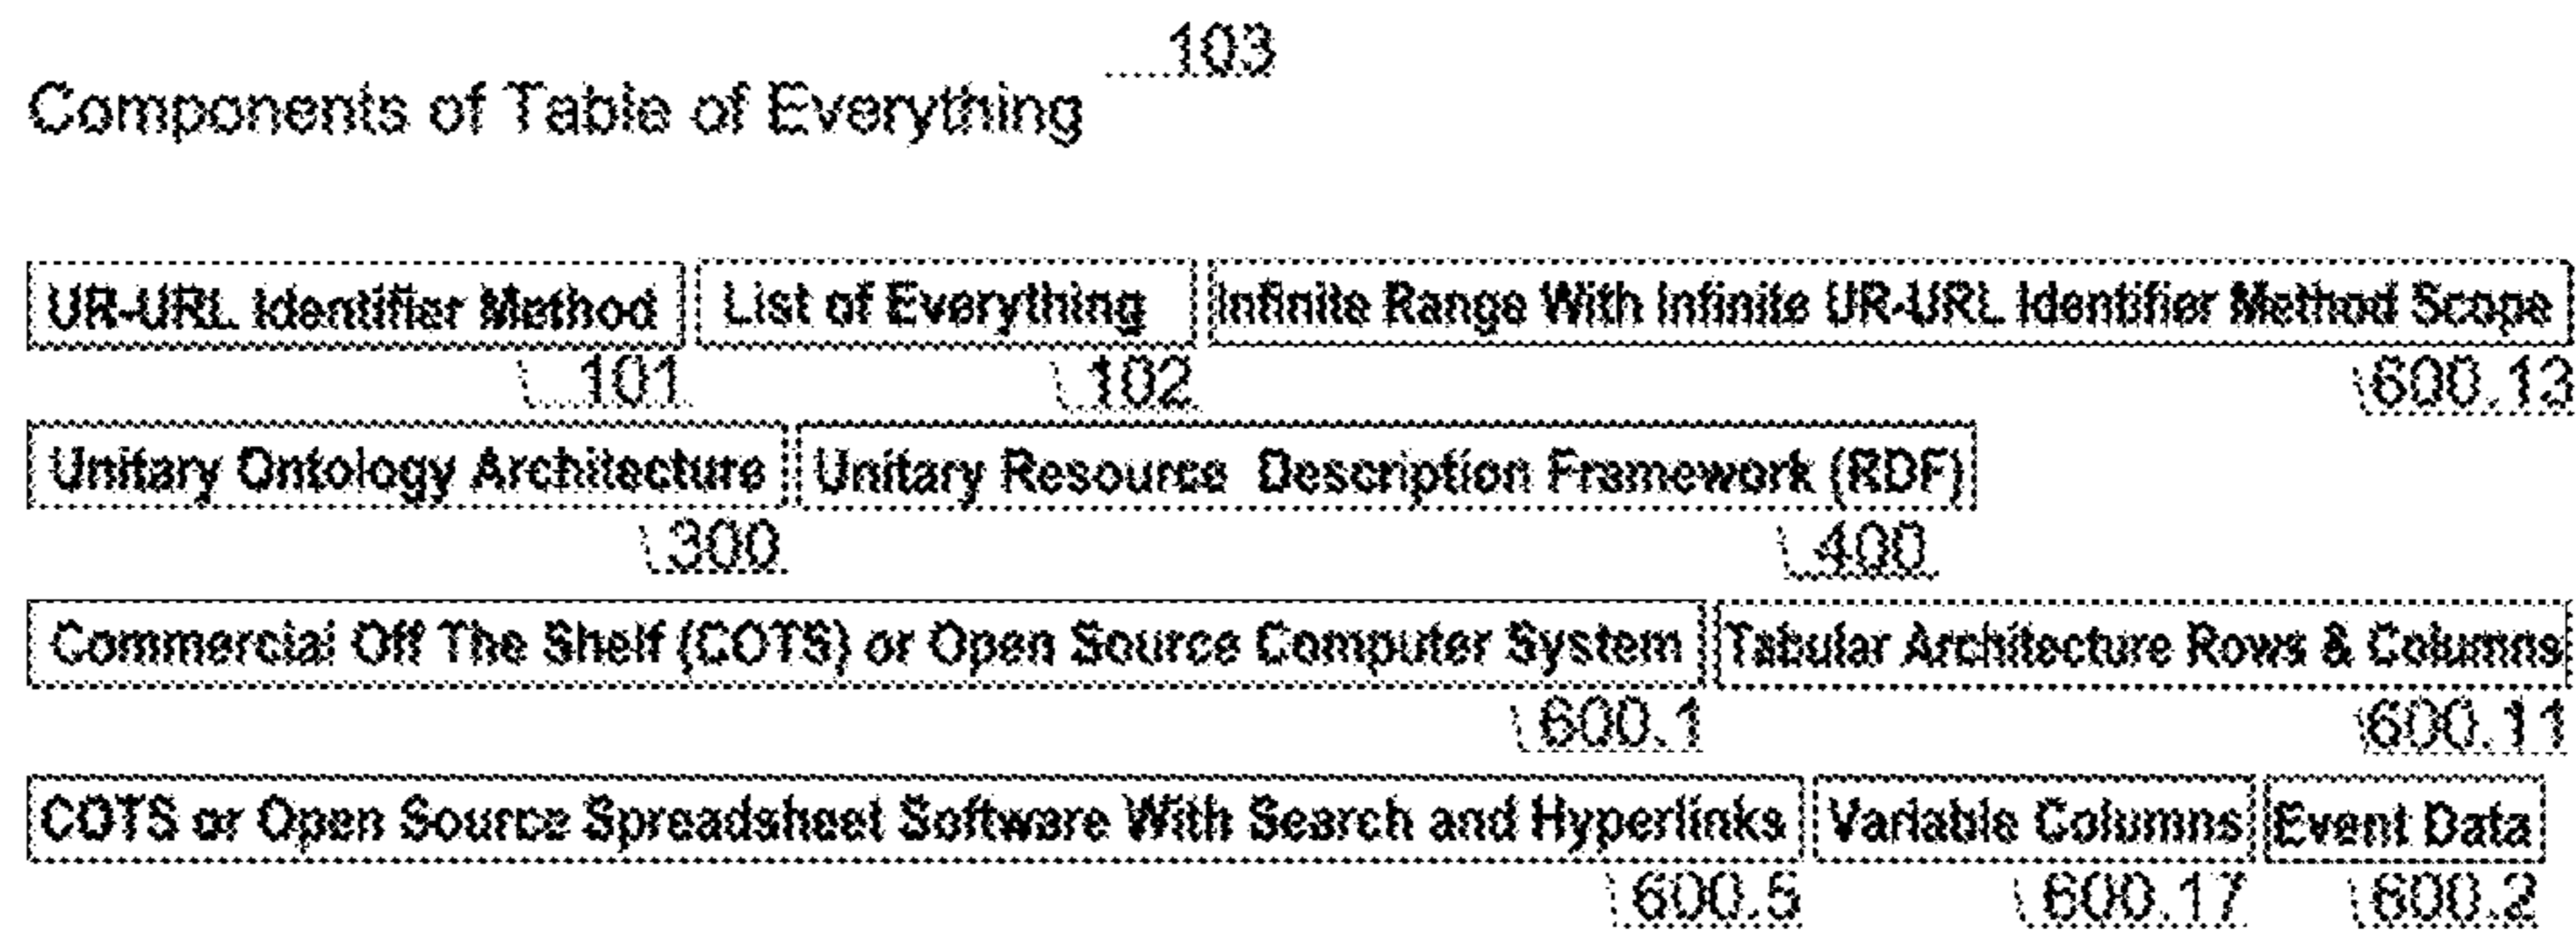 103
Components of Table of Everything
UR-URL Identifier Method List of Everything Infinite Range With Infinite UR-URL Identifier Method Scope
101 102 600.13
Unitary Ontology Architecture Unitary Resource Description Framework (RDF)
300 400
Commercial Off The Shelf (COTS) or Open Source Computer System Tabular Architecture Rows & Columns
600.1 600.11
COTS or Open Source Spreadsheet Software With Search and Hyperlinks Variable Columns Event Data
600.5 600.17 600.2